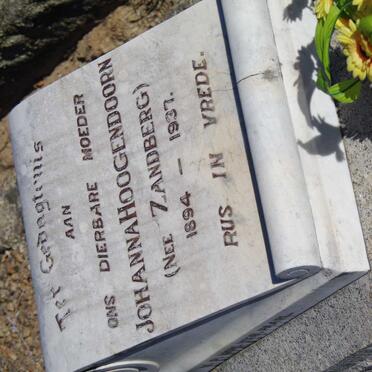 Ter Gedagtenis
AAN
ONS DIERBARE MOEDER
JOHANNA HOOGENDOORN
(NEE ZANDBERG)
1894 — 1937.
RUS IN VREDE.